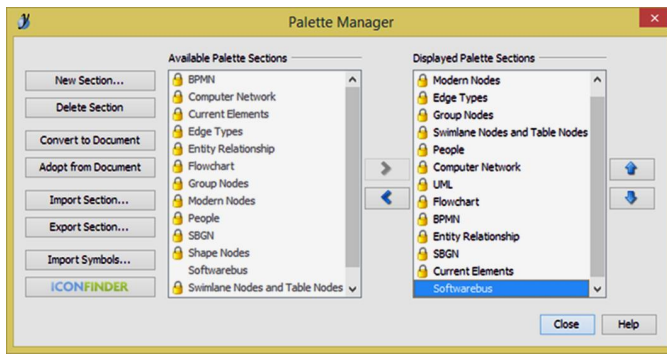 Palette Manager
New Section...
Delete Section
Convert to Document
Adopt from Document
Import Section...
Export Section...
Import Symbols...
ICONFINDER
Available Palette Sections
BPMN
Computer Network
Current Elements
Edge Types
Entity Relationship
Flowchart
Group Nodes
Modern Nodes
People
SBGN
Shape Nodes
Softwarebus
Swimlane Nodes and Table Nodes
Displayed Palette Sections
Modern Nodes
Edge Types
Group Nodes
Swimlane Nodes and Table Nodes
People
Computer Network
UML
Flowchart
BPMN
Entity Relationship
SBGN
Current Elements
Softwarebus
Close
Help